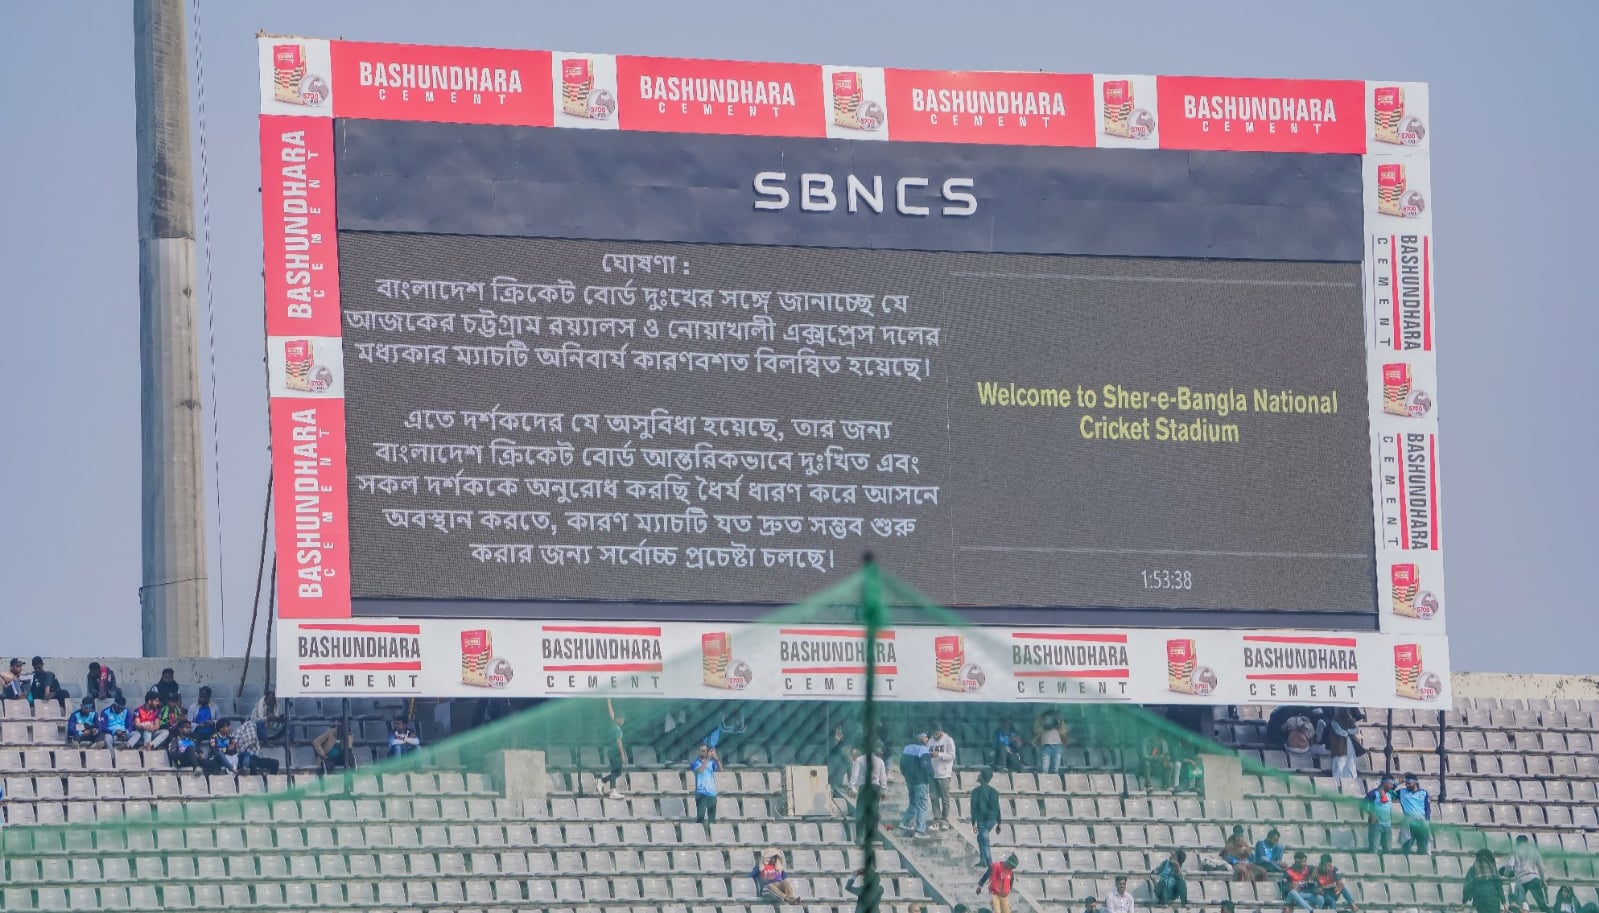 BASHUNDHARA
CEMENT
BASHUNDHARA
CEMENT
BASHUNDHARA
CEMENT
BASHUNDHARA
CEMENT
BASHUNDHARA
CEMENT
BASHUNDHARA
CEMENT
SBNCS
ঘোষণা :
বাংলাদেশ ক্রিকেট বোর্ড দুঃখের সঙ্গে জানাচ্ছে যে
আজকের চট্টগ্রাম রয়্যালস ও নোয়াখালী এক্সপ্রেস দলের
মধ্যকার ম্যাচটি অনিবার্য কারণবশত বিলম্বিত হয়েছে।
এতে দর্শকদের যে অসুবিধা হয়েছে, তার জন্য
বাংলাদেশ ক্রিকেট বোর্ড আন্তরিকভাবে দুঃখিত এবং
সকল দর্শককে অনুরোধ করছি ধৈর্য ধারণ করে আসনে
অবস্থান করতে, কারণ ম্যাচটি যত দ্রুত সম্ভব শুরু
করার জন্য সর্বোচ্চ প্রচেষ্টা চলছে।
Welcome to Sher-e-Bangla National
Cricket Stadium
1:53:38
BASHUNDHARA
CEMENT
BASHUNDHARA
CEMENT
BASHUNDHARA
CEMENT
BASHUNDHARA
CEMENT
BASHUNDHARA
CEMENT
BASHUNDHARA
CEMENT
BASHUNDHARA
CEMENT